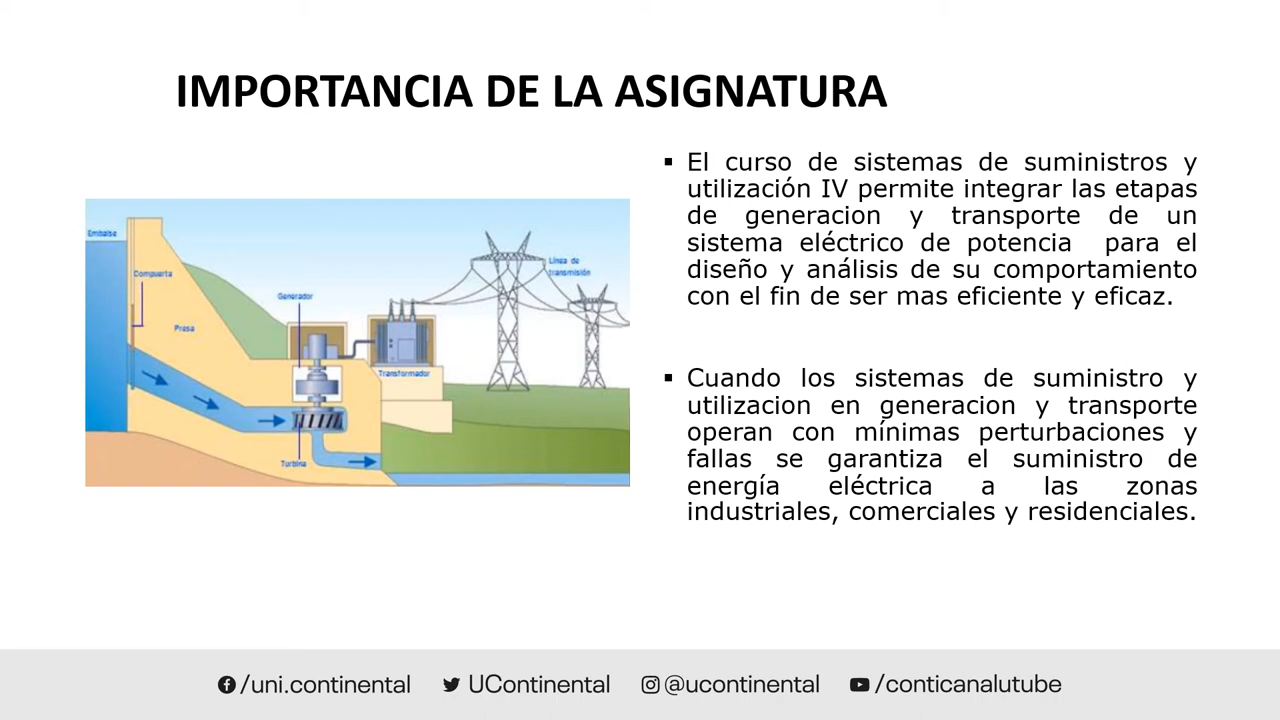 IMPORTANCIA DE LA ASIGNATURA
Embalse
Compuerta
Presa
Generador
Turbina
Transformador
Línea de
transmisión
▪ El curso de sistemas de suministros y
utilización IV permite integrar las etapas
de generacion y transporte de un
sistema eléctrico de potencia para el
diseño y análisis de su comportamiento
con el fin de ser mas eficiente y eficaz.
▪ Cuando los sistemas de suministro y
utilizacion en generacion y transporte
operan con mínimas perturbaciones y
fallas se garantiza el suministro de
energía eléctrica a las zonas
industriales, comerciales y residenciales.
/uni.continental UContinental @ucontinental /conticanalutube